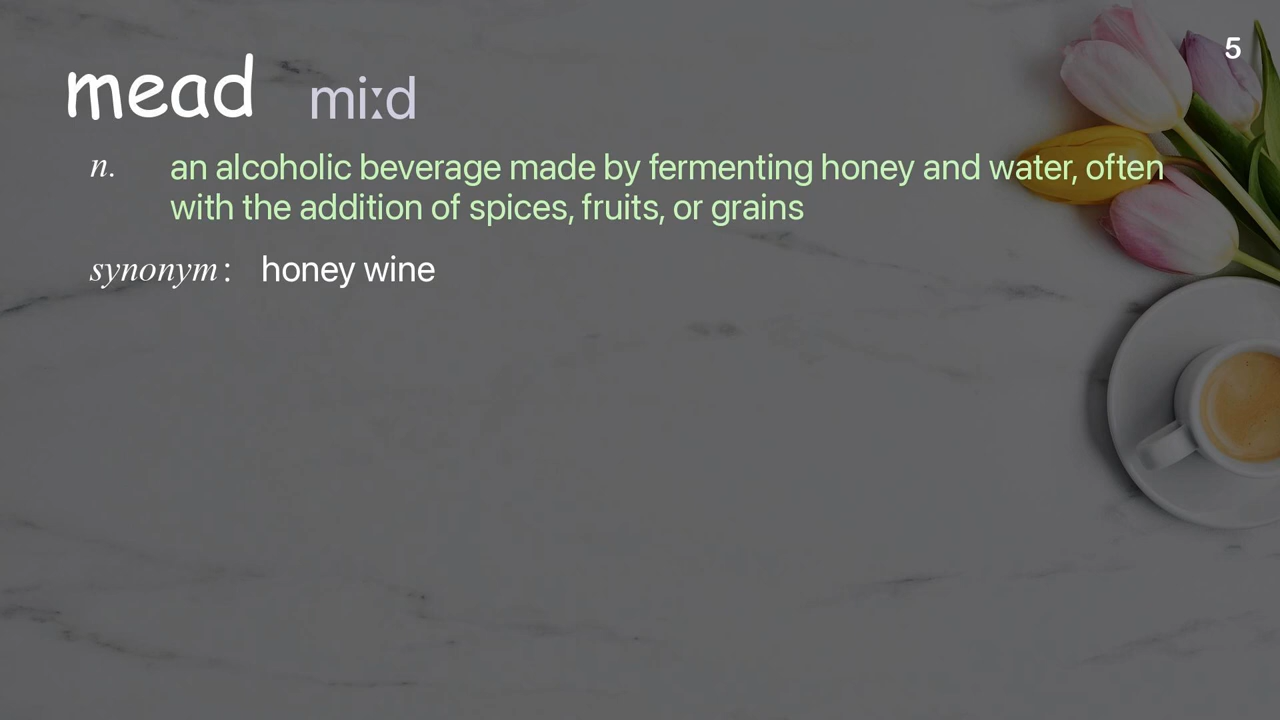 5
mead miːd
n. an alcoholic beverage made by fermenting honey and water, often
with the addition of spices, fruits, or grains
synonym: honey wine